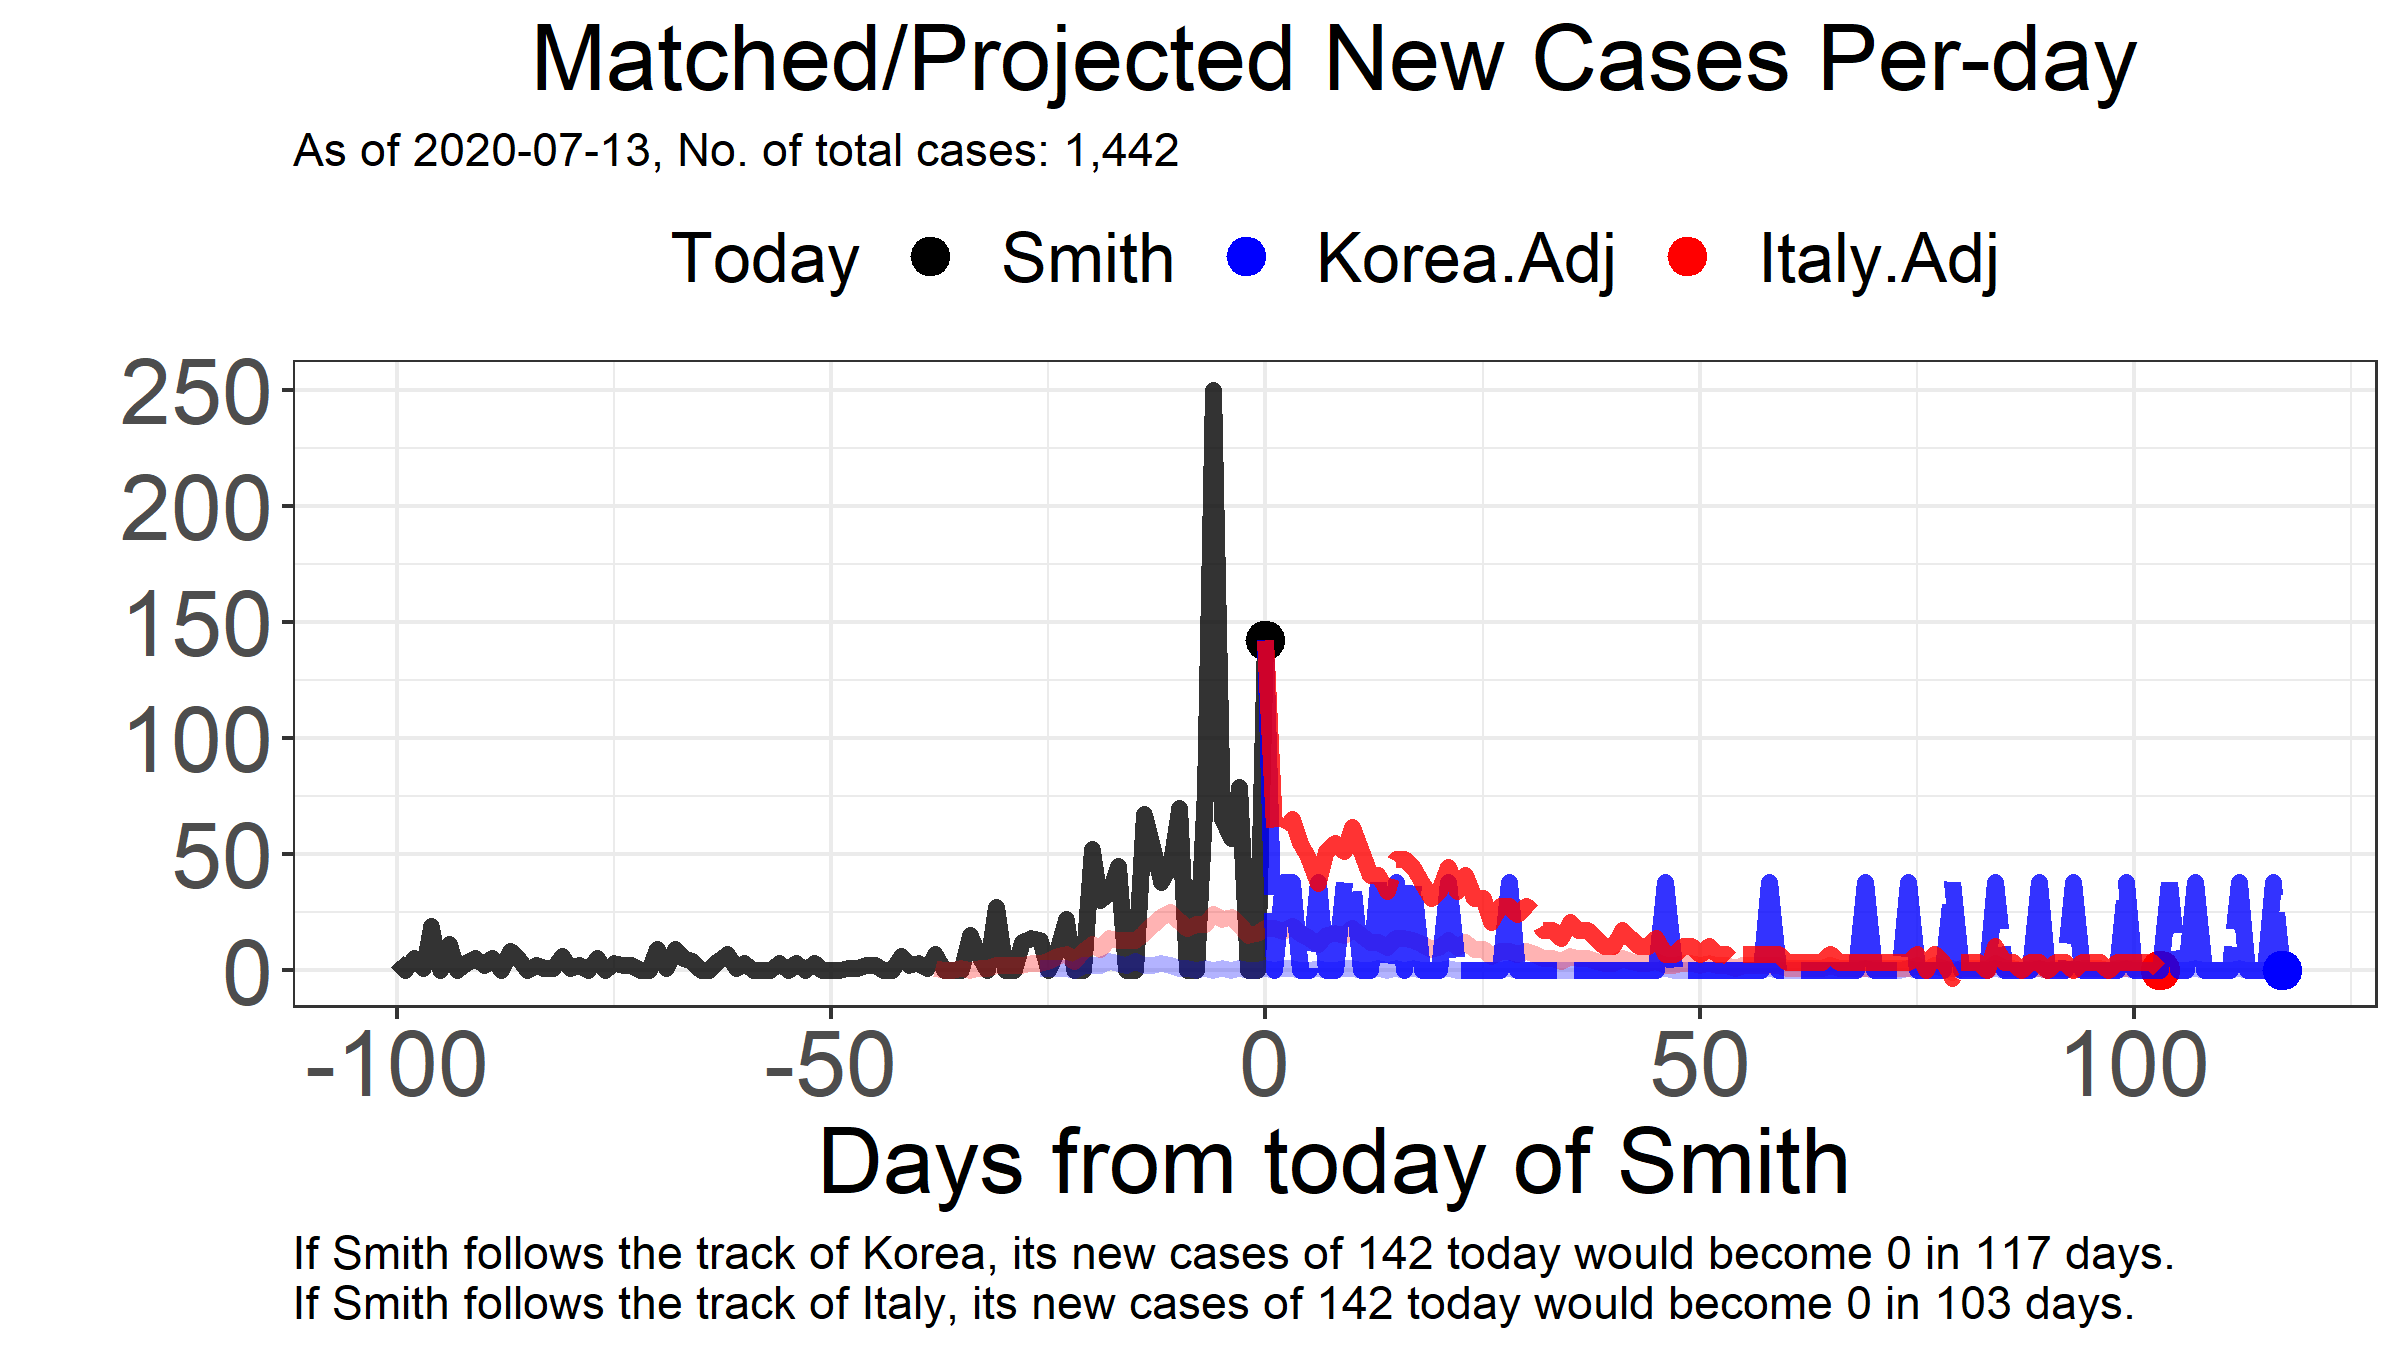 Matched/Projected New Cases Per-day
As of 2020-07-13, No. of total cases: 1,442
Today Smith Korea.Adj Italy.Adj
250
200
150
100
50
0
-100 -50 0 50 100
Days from today of Smith
If Smith follows the track of Korea, its new cases of 142 today would become 0 in 117 days.
If Smith follows the track of Italy, its new cases of 142 today would become 0 in 103 days.